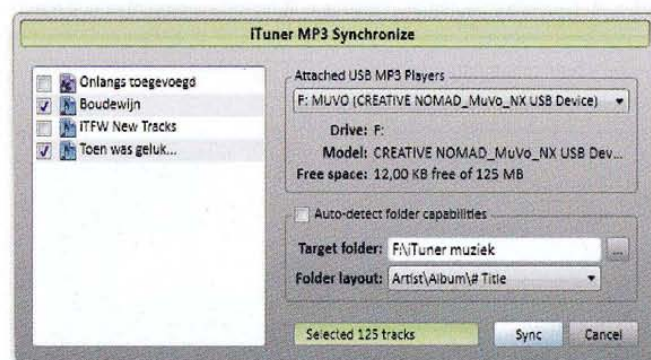 iTuner MP3 Synchronize
Onlangs toegevoegd
Boudewijn
iTFW New Tracks
Toen was geluk...
Attached USB MP3 Players
F: MUVO (CREATIVE NOMAD_MuVo_NX USB Device)
Drive: F:
Model: CREATIVE NOMAD_MuVo_NX USB Dev...
Free space: 12,00 KB free of 125 MB
Auto-detect folder capabilities
Target folder: F:\iTuner muziek ...
Folder layout: Artist\Album\# Title
Selected 125 tracks Sync Cancel